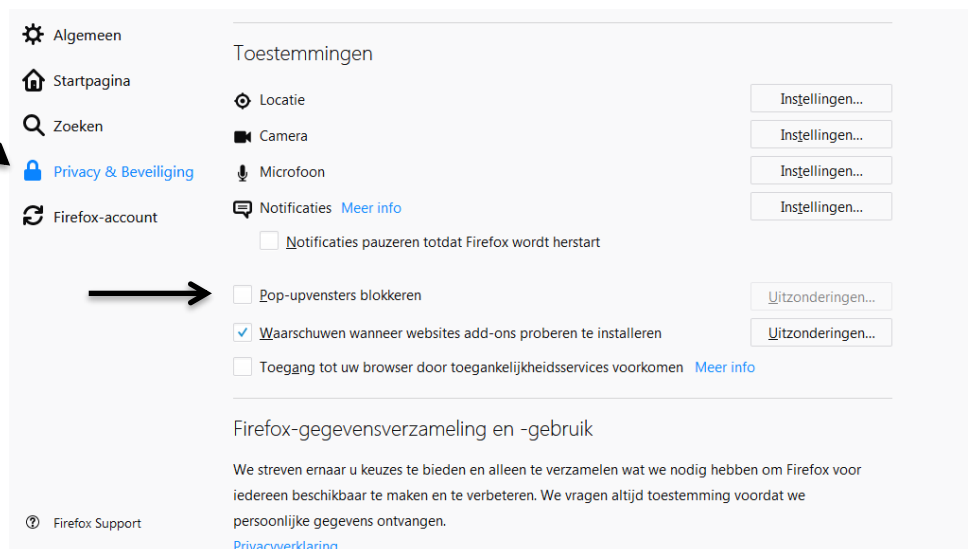 Algemeen
Startpagina
Zoeken
Privacy & Beveiliging
Firefox-account
Firefox Support
Toestemmingen
Locatie Instellingen...
Camera Instellingen...
Microfoon Instellingen...
Notificaties Meer info Instellingen...
Notificaties pauzeren totdat Firefox wordt herstart
Pop-upvensters blokkeren Uitzonderingen...
Waarschuwen wanneer websites add-ons proberen te installeren Uitzonderingen...
Toegang tot uw browser door toegankelijkheidsservices voorkomen Meer info
Firefox-gegevensverzameling en -gebruik
We streven ernaar u keuzes te bieden en alleen te verzamelen wat we nodig hebben om Firefox voor
iedereen beschikbaar te maken en te verbeteren. We vragen altijd toestemming voordat we
persoonlijke gegevens ontvangen.
Privacyverklaring